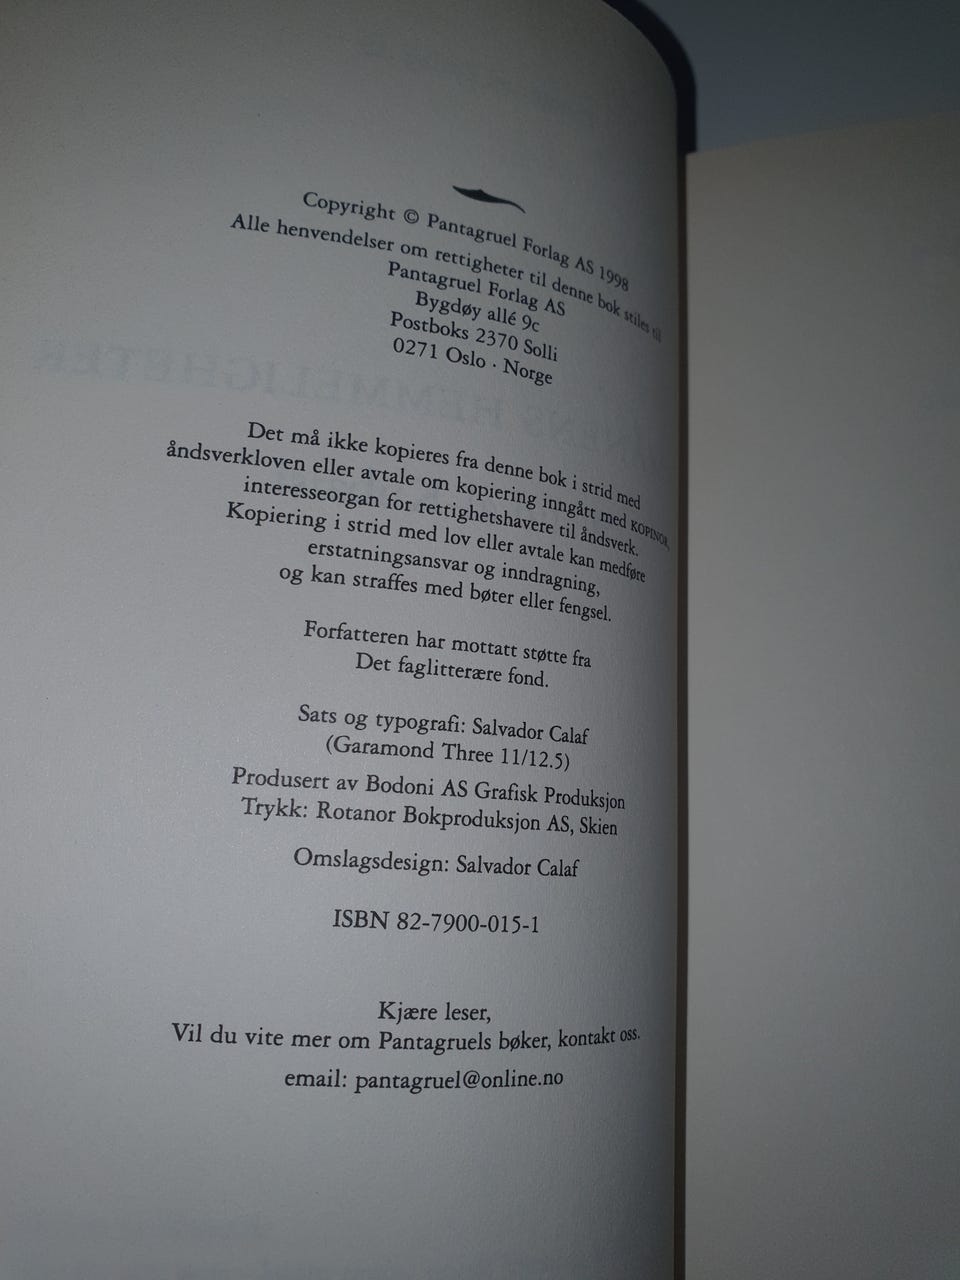 Copyright © Pantagruel Forlag AS 1998
Alle henvendelser om rettigheter til denne bok stiles til
Pantagruel Forlag AS
Bygdøy allé 9c
Postboks 2370 Solli
0271 Oslo · Norge
Det må ikke kopieres fra denne bok i strid med
åndsverkloven eller avtale om kopiering inngått med KOPINOR,
interesseorgan for rettighetshavere til åndsverk.
Kopiering i strid med lov eller avtale kan medføre
erstatningsansvar og inndragning,
og kan straffes med bøter eller fengsel.
Forfatteren har mottatt støtte fra
Det faglitterære fond.
Sats og typografi: Salvador Calaf
(Garamond Three 11/12.5)
Produsert av Bodoni AS Grafisk Produksjon
Trykk: Rotanor Bokproduksjon AS, Skien
Omslagsdesign: Salvador Calaf
ISBN 82-7900-015-1
Kjære leser,
Vil du vite mer om Pantagruels bøker, kontakt oss.
email: pantagruel@online.no